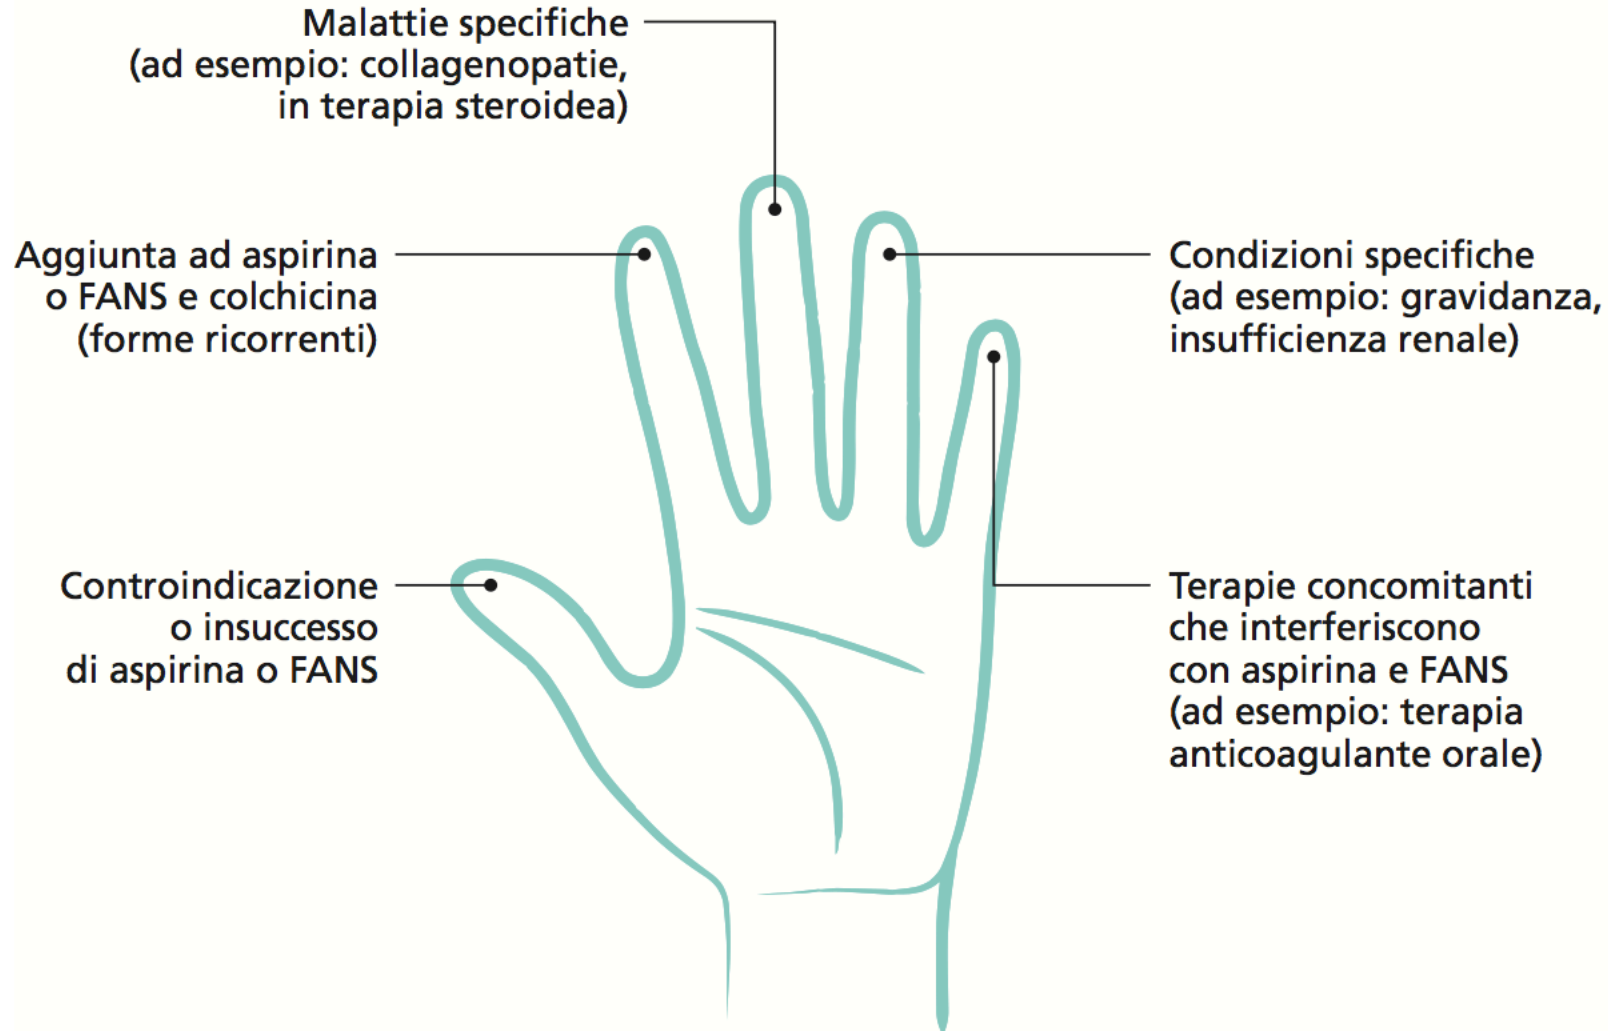 Malattie specifiche
(ad esempio: collagenopatie,
in terapia steroidea)
Aggiunta ad aspirina
o FANS e colchicina
(forme ricorrenti)
Condizioni specifiche
(ad esempio: gravidanza,
insufficienza renale)
Controindicazione
o insuccesso
di aspirina o FANS
Terapie concomitanti
che interferiscono
con aspirina e FANS
(ad esempio: terapia
anticoagulante orale)